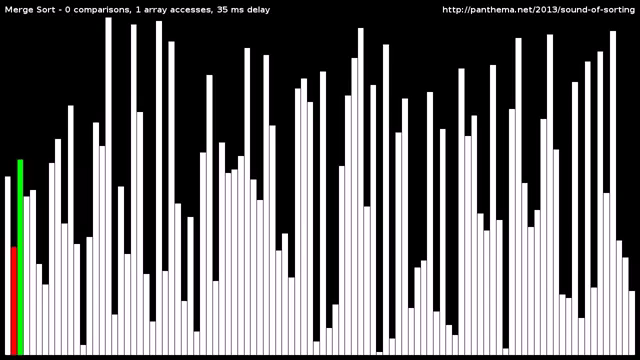 Merge Sort - 0 comparisons, 1 array accesses, 35 ms delay
http://panthema.net/2013/sound-of-sorting